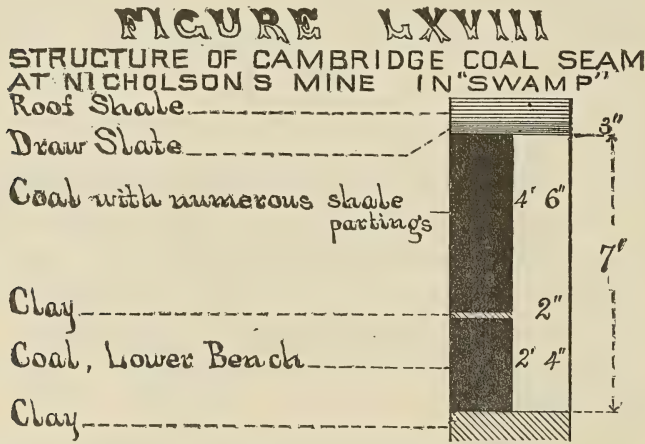 FIGURE LXVIII
STRUCTURE OF CAMBRIDGE COAL SEAM
AT NICHOLSONS MINE IN "SWAMP"
Roof Shale
Draw Slate 3"
Coal with numerous shale
partings
4' 6"
7'
Clay 2"
Coal, Lower Bench 2' 4"
Clay